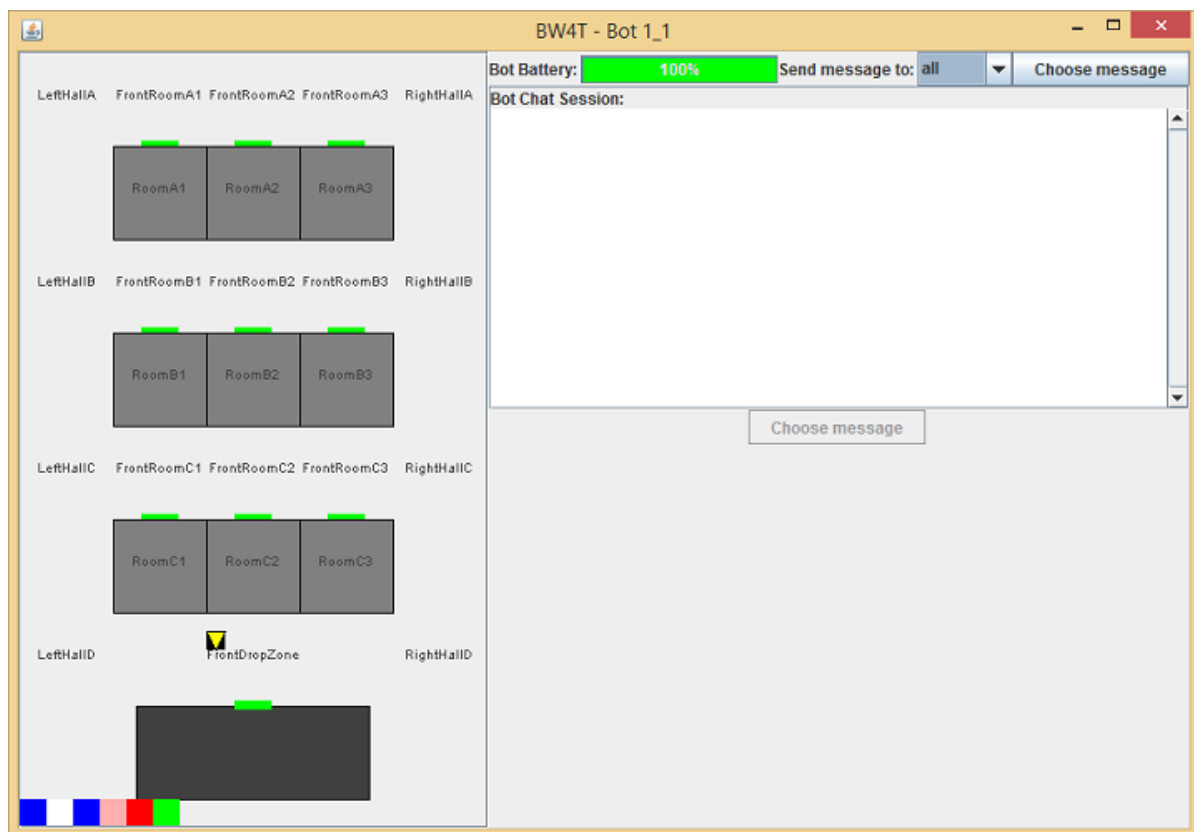 BW4T - Bot 1_1
Bot Battery: 100% Send message to: all Choose message
Bot Chat Session:
LeftHallA FrontRoomA1 FrontRoomA2 FrontRoomA3 RightHallA
RoomA1 RoomA2 RoomA3
LeftHallB FrontRoomB1 FrontRoomB2 FrontRoomB3 RightHallB
RoomB1 RoomB2 RoomB3
Choose message
LeftHallC FrontRoomC1 FrontRoomC2 FrontRoomC3 RightHallC
RoomC1 RoomC2 RoomC3
LeftHallD FrontDropZone RightHallD